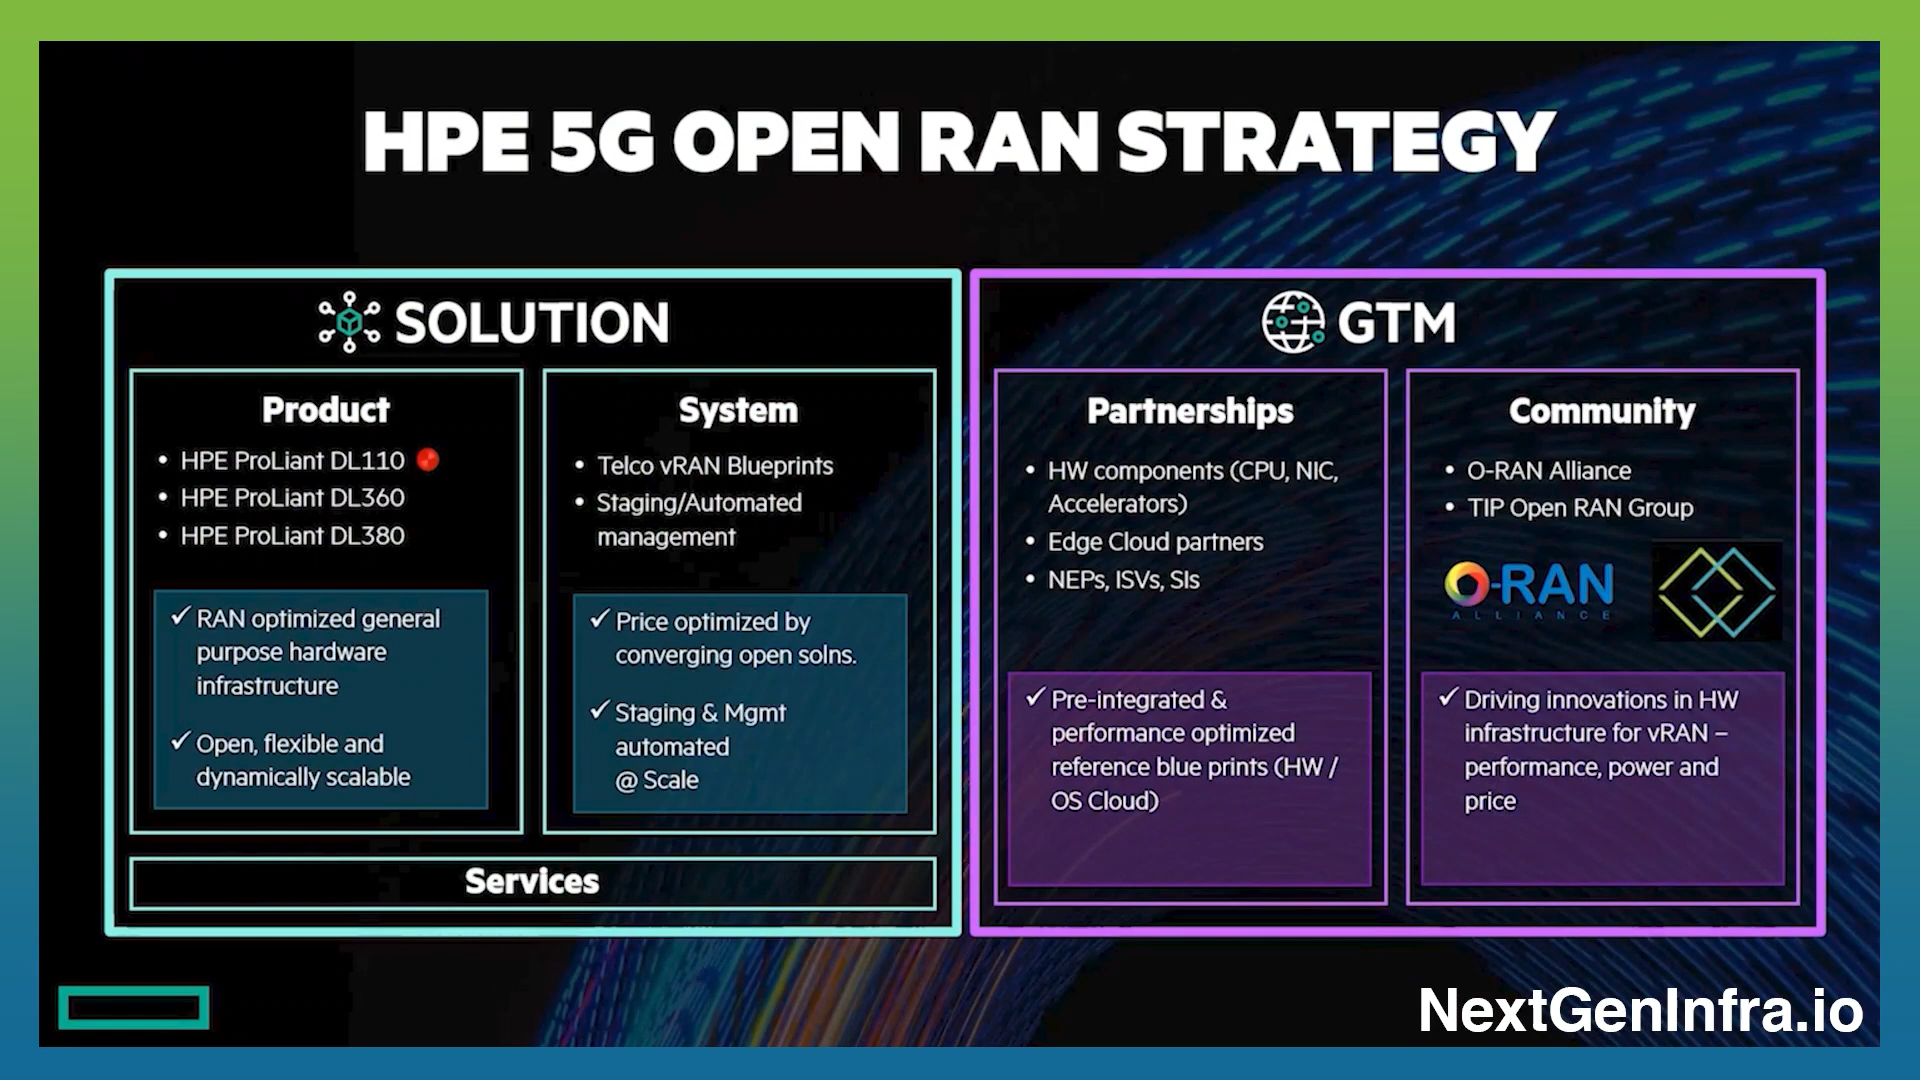 HPE 5G OPEN RAN STRATEGY
SOLUTION
Product
• HPE ProLiant DL110
• HPE ProLiant DL360
• HPE ProLiant DL380
✓ RAN optimized general
purpose hardware
infrastructure
✓ Open, flexible and
dynamically scalable
System
• Telco vRAN Blueprints
• Staging/Automated
management
✓ Price optimized by
converging open solns.
✓ Staging & Mgmt
automated
@ Scale
Services
GTM
Partnerships
• HW components (CPU, NIC,
Accelerators)
• Edge Cloud partners
• NEPs, ISVs, SIs
✓ Pre-integrated &
performance optimized
reference blue prints (HW /
OS Cloud)
Community
• O-RAN Alliance
• TIP Open RAN Group
O-RAN
ALLIANCE
✓ Driving innovations in HW
infrastructure for vRAN –
performance, power and
price
NextGenInfra.io